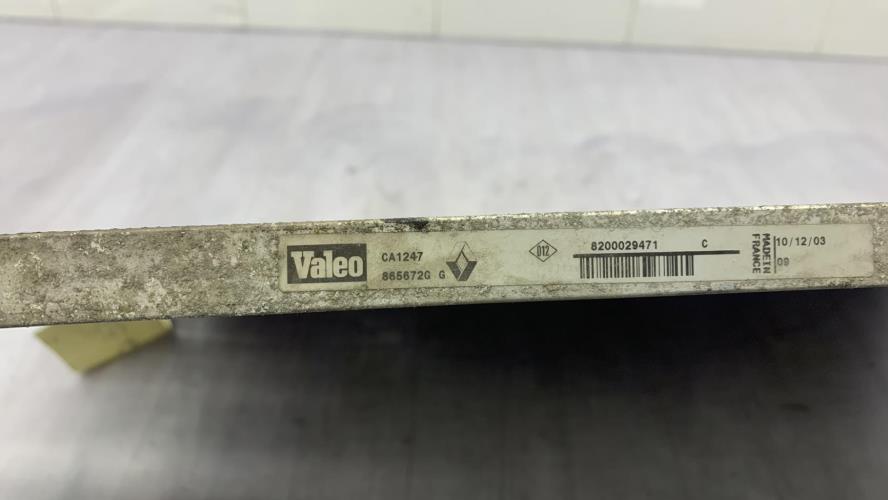 Valeo
CA1247
865672G G
D12
8200029471 C
MADE IN
FRANCE
10/12/03
09